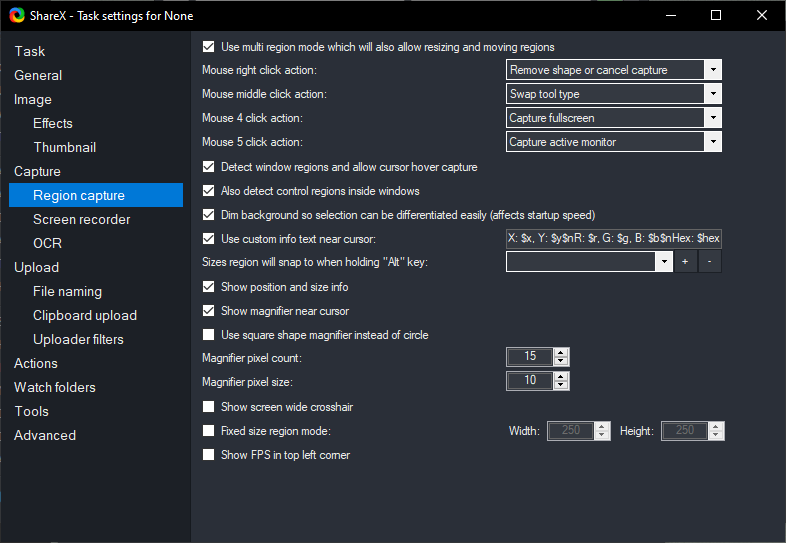 ShareX - Task settings for None
Task
General
Image
Effects
Thumbnail
Capture
Region capture
Screen recorder
OCR
Upload
File naming
Clipboard upload
Uploader filters
Actions
Watch folders
Tools
Advanced
Use multi region mode which will also allow resizing and moving regions
Mouse right click action: Remove shape or cancel capture
Mouse middle click action: Swap tool type
Mouse 4 click action: Capture fullscreen
Mouse 5 click action: Capture active monitor
Detect window regions and allow cursor hover capture
Also detect control regions inside windows
Dim background so selection can be differentiated easily (affects startup speed)
Use custom info text near cursor: X: $x, Y: $y$nR: $r, G: $g, B: $b$nHex: $hex
Sizes region will snap to when holding "Alt" key: + -
Show position and size info
Show magnifier near cursor
Use square shape magnifier instead of circle
Magnifier pixel count: 15
Magnifier pixel size: 10
Show screen wide crosshair
Fixed size region mode: Width: 250 Height: 250
Show FPS in top left corner